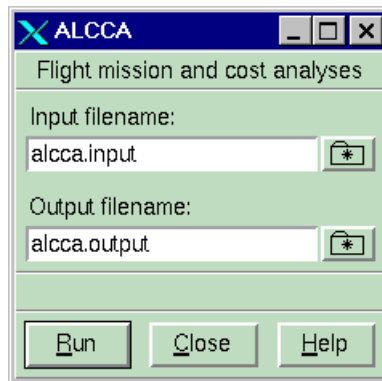 ALCCA
Flight mission and cost analyses
Input filename:
alcca.input
Output filename:
alcca.output
Run Close Help